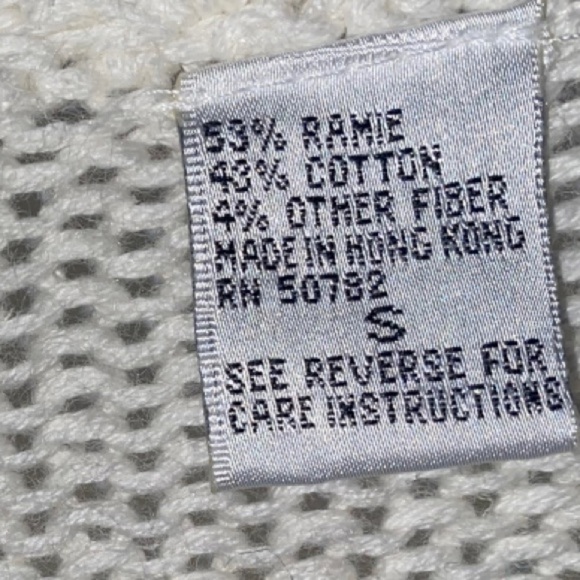 53% RAMIE
43% COTTON
4% OTHER FIBER
MADE IN HONG KONG
RN 50782
S
SEE REVERSE FOR
CARE INSTRUCTIONS